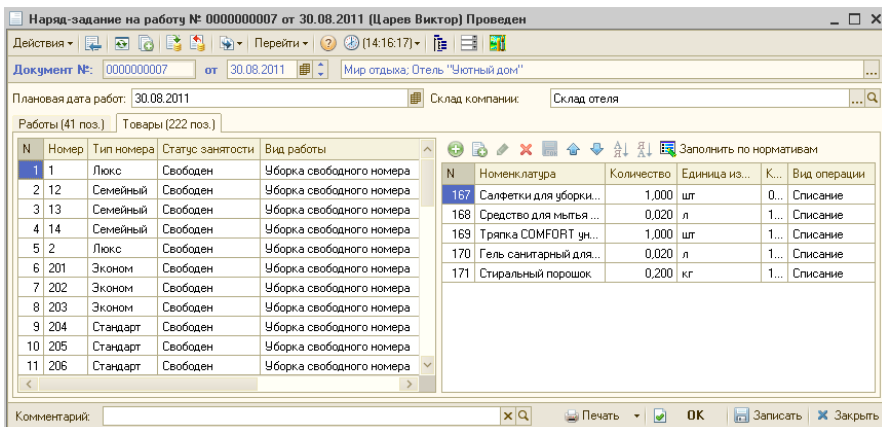 Наряд-задание на работу № 0000000007 от 30.08.2011 (Царев Виктор) Проведен
Действия Перейти (14:16:17)
Документ №: 0000000007 от 30.08.2011 Мир отдыха; Отель "Уютный дом" ...
Плановая дата работ: 30.08.2011 Склад компании: Склад отеля ...
Работы (41 поз.) Товары (222 поз.)
N Номер Тип номера Статус занятости Вид работы
1 1 Люкс Свободен Уборка свободного номера
2 12 Семейный Свободен Уборка свободного номера
3 13 Семейный Свободен Уборка свободного номера
4 14 Семейный Свободен Уборка свободного номера
5 2 Люкс Свободен Уборка свободного номера
6 201 Эконом Свободен Уборка свободного номера
7 202 Эконом Свободен Уборка свободного номера
8 203 Эконом Свободен Уборка свободного номера
9 204 Стандарт Свободен Уборка свободного номера
10 205 Стандарт Свободен Уборка свободного номера
11 206 Стандарт Свободен Уборка свободного номера
Заполнить по нормативам
N Номенклатура Количество Единица из... К... Вид операции
167 Салфетки для уборки... 1,000 шт 0... Списание
168 Средство для мытья ... 0,020 л 1... Списание
169 Тряпка COMFORT ун... 1,000 шт 1... Списание
170 Гель санитарный для... 0,020 л 1... Списание
171 Стиральный порошок 0,200 кг 1... Списание
Комментарий: Печать OK Записать Закрыть